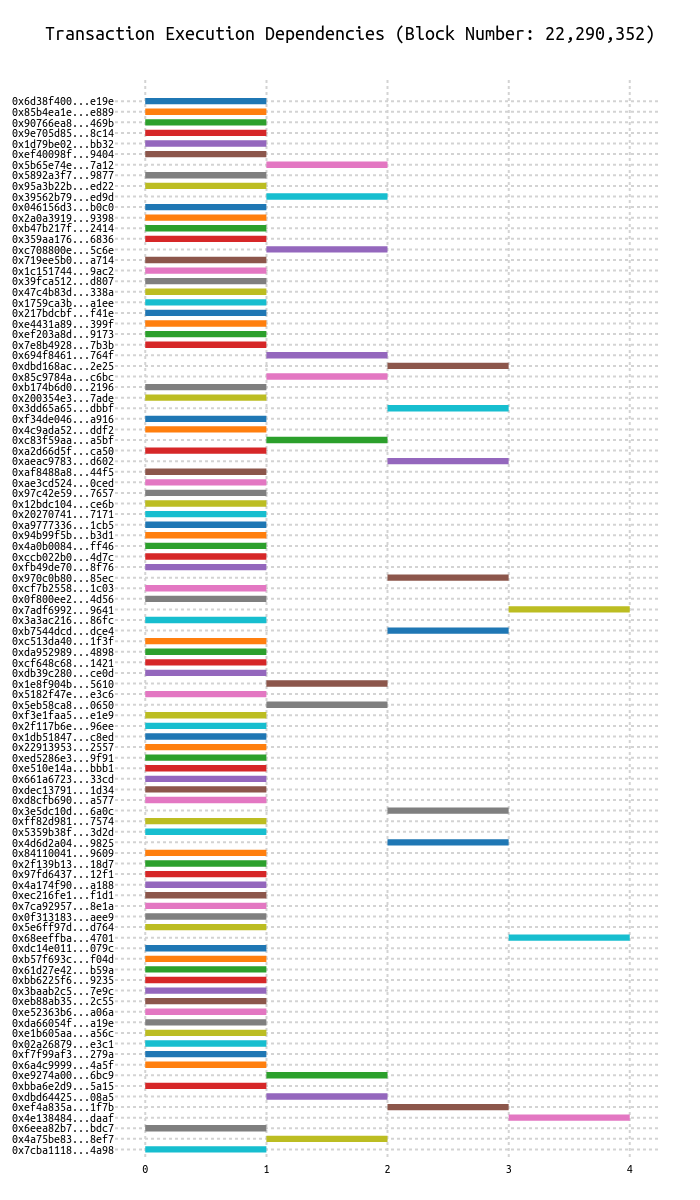 Transaction Execution Dependencies (Block Number: 22,290,352)
0x6d38f400...e19e
0x85b4ea1e...e889
0x90766ea8...469b
0x9e705d85...8c14
0x1d79be02...bb32
0xef40098f...9404
0x5b65e74e...7a12
0x5892a3f7...9877
0x95a3b22b...ed22
0x39562b79...ed9d
0x046156d3...b0c0
0x2a0a3919...9398
0xb47b217f...2414
0x359aa176...6836
0xc708800e...5c6e
0x719ee5b0...a714
0x1c151744...9ac2
0x39fca512...d807
0x47c4b83d...338a
0x1759ca3b...a1ee
0x217bdcbf...f41e
0xe4431a89...399f
0xef203a8d...9173
0x7e8b4928...7b3b
0x694f8461...764f
0xdbd168ac...2e25
0x85c9784a...c6bc
0xb174b6d0...2196
0x200354e3...7ade
0x3dd65a65...dbbf
0xf34de046...a916
0x4c9ada52...ddf2
0xc83f59aa...a5bf
0xa2d66d5f...ca50
0xaeac9783...d602
0xaf8488a8...44f5
0xae3cd524...0ced
0x97c42e59...7657
0x12bdc104...ce6b
0x20270741...7171
0xa9777336...1cb5
0x94b99f5b...b3d1
0x4a0b0084...ff46
0xccb022b0...4d7c
0xfb49de70...8f76
0x970c0b80...85ec
0xcf7b2558...1c03
0x0f800ee2...4d56
0x7adf6992...9641
0x3a3ac216...86fc
0xb7544dcd...dce4
0xc513da40...1f3f
0xda952989...4898
0xcf648c68...1421
0xdb39c280...ce0d
0x1e8f904b...5610
0x5182f47e...e3c6
0x5eb58ca8...0650
0xf3e1faa5...e1e9
0x2f117b6e...96ee
0x1db51847...c8ed
0x22913953...2557
0xed5286e3...9f91
0xe510e14a...bbb1
0x661a6723...33cd
0xdec13791...1d34
0xd8cfb690...a577
0x3e5dc10d...6a0c
0xff82d981...7574
0x5359b38f...3d2d
0x4d6d2a04...9825
0x84110041...9609
0x2f139b13...18d7
0x97fd6437...12f1
0x4a174f90...a188
0xec216fe1...f1d1
0x7ca92957...8e1a
0x0f313183...aee9
0x5e6ff97d...d764
0x68eeffba...4701
0xdc14e011...079c
0xb57f693c...f04d
0x61d27e42...b59a
0xbb6225f6...9235
0x3baab2c5...7e9c
0xeb88ab35...2c55
0xe52363b6...a06a
0xda66054f...a19e
0xe1b605aa...a56c
0x02a26879...e3c1
0xf7f99af3...279a
0x6a4c9999...4a5f
0xe9274a00...6bc9
0xbba6e2d9...5a15
0xdbd64425...08a5
0xef4a835a...1f7b
0x4e138484...daaf
0x6eea82b7...bdc7
0x4a75be83...8ef7
0x7cba1118...4a98
0 1 2 3 4